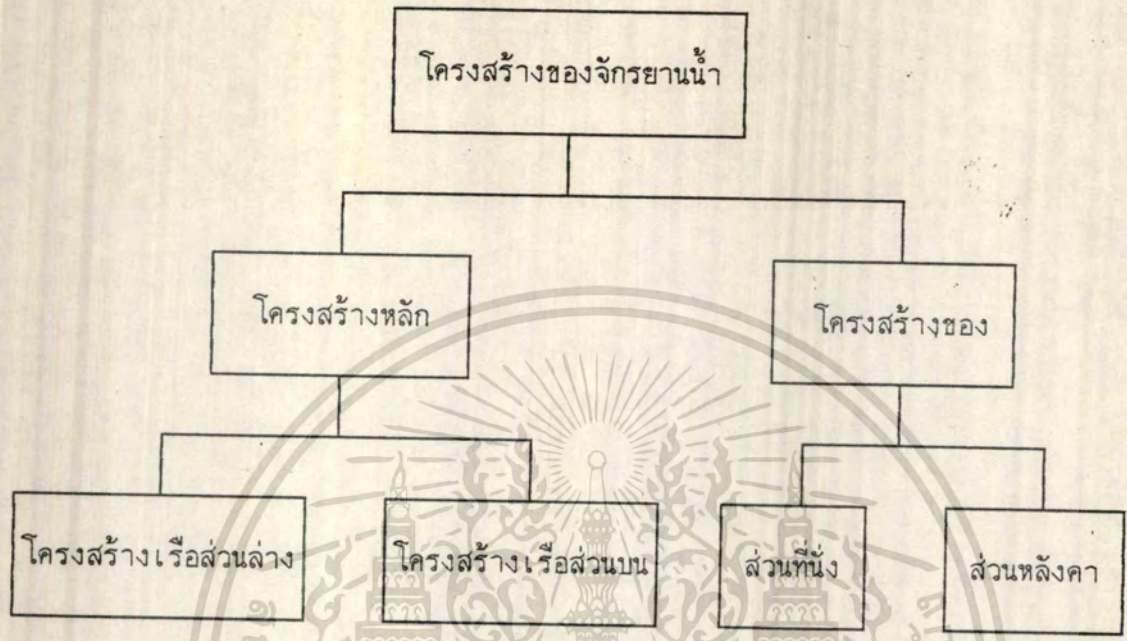 โครงสร้างของจักรยานน้ำ
โครงสร้างหลัก
โครงสร้างของ
โครงสร้างเรือส่วนล่าง
โครงสร้างเรือส่วนบน
ส่วนที่นั่ง
ส่วนหลังคา